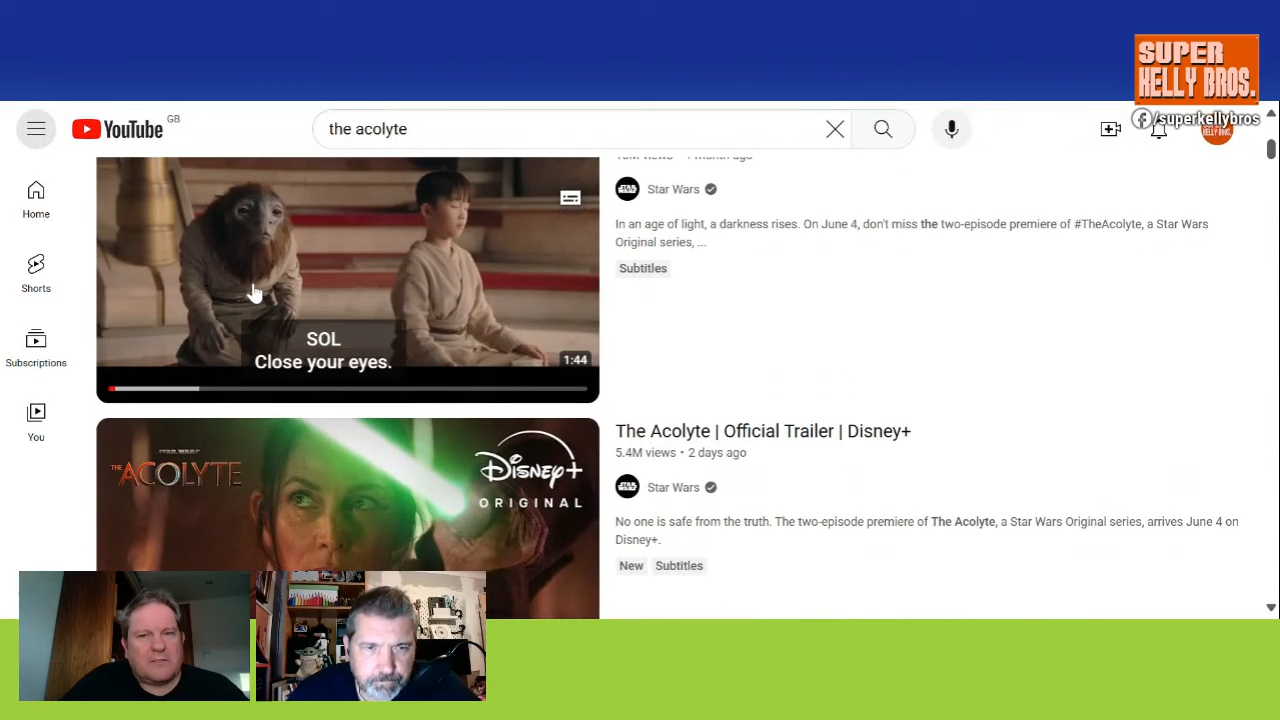 SUPER
KELLY BROS.
/superkellybros
YouTube
GB
the acolyte
Home
Shorts
Subscriptions
You
SOL
Close your eyes.
1:44
Star Wars
In an age of light, a darkness rises. On June 4, don't miss the two-episode premiere of #TheAcolyte, a Star Wars
Original series, ...
Subtitles
STAR WARS
THE ACOLYTE
Disney+
ORIGINAL
The Acolyte | Official Trailer | Disney+
5.4M views • 2 days ago
Star Wars
No one is safe from the truth. The two-episode premiere of The Acolyte, a Star Wars Original series, arrives June 4 on
Disney+.
New
Subtitles